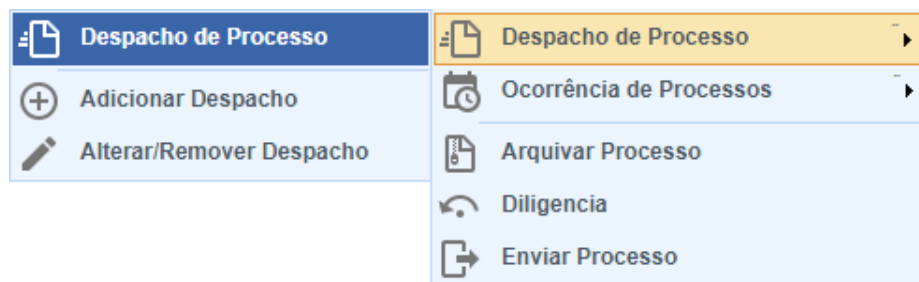 Despacho de Processo
Adicionar Despacho
Alterar/Remover Despacho
Despacho de Processo
Ocorrência de Processos
Arquivar Processo
Diligencia
Enviar Processo